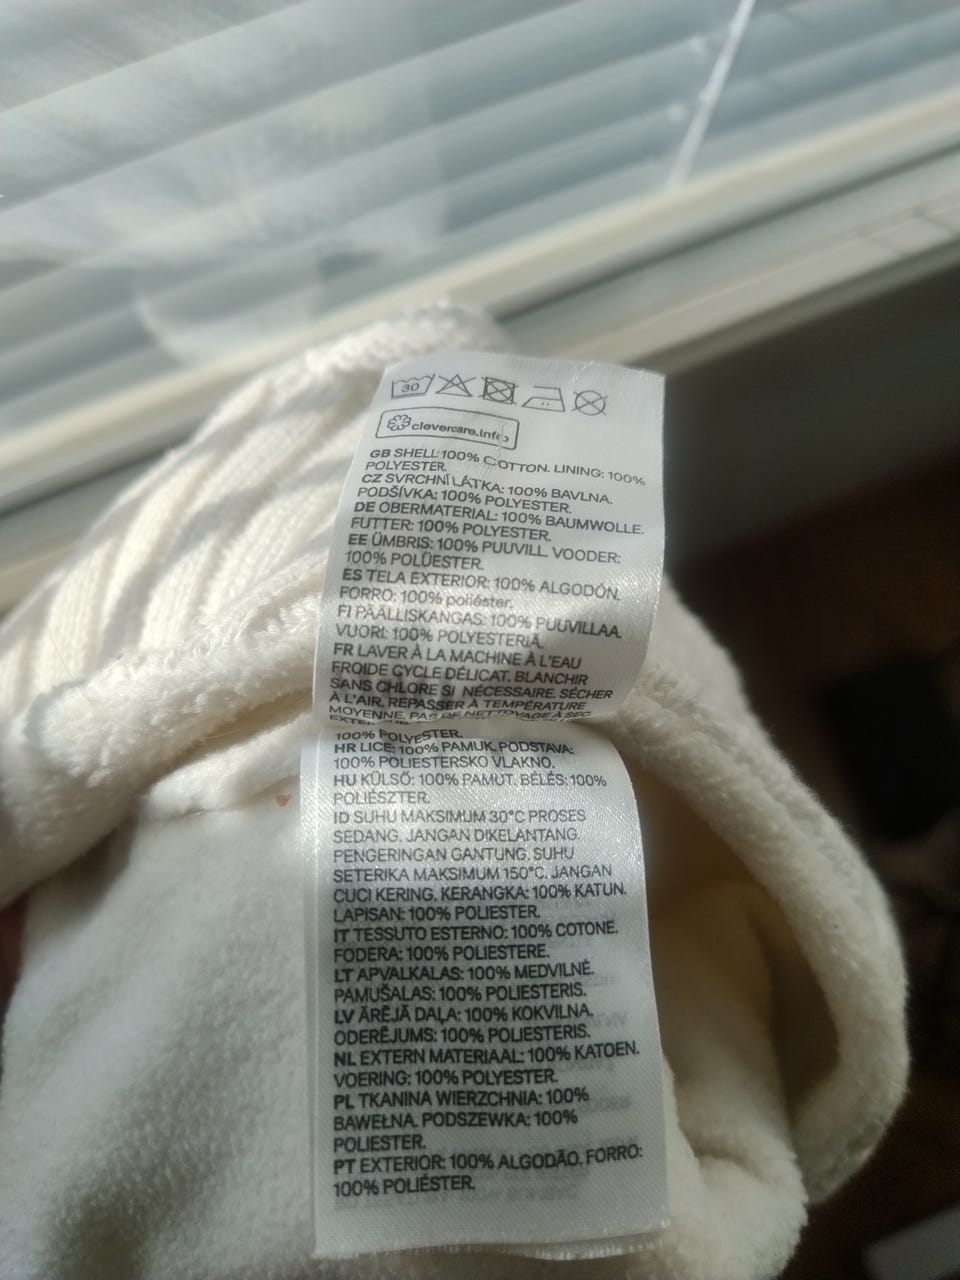 30
clevercare.info
GB SHELL: 100% COTTON. LINING: 100%
POLYESTER.
CZ SVRCHNÍ LÁTKA: 100% BAVLNA.
PODŠÍVKA: 100% POLYESTER.
DE OBERMATERIAL: 100% BAUMWOLLE.
FUTTER: 100% POLYESTER.
EE ÜMBRIS: 100% PUUVILL. VOODER:
100% POLÜESTER.
ES TELA EXTERIOR: 100% ALGODÓN.
FORRO: 100% poliéster.
FI PÄÄLLISKANGAS: 100% PUUVILLAA.
VUORI: 100% POLYESTERIÄ.
FR LAVER À LA MACHINE À L'EAU
FROIDE CYCLE DÉLICAT. BLANCHIR
SANS CHLORE SI NÉCESSAIRE. SÉCHER
À L'AIR. REPASSER À TEMPÉRATURE
MOYENNE. PAS DE NETTOYAGE À SEC
100% POLYESTER.
HR LICE: 100% PAMUK. PODSTAVA:
100% POLIESTERSKO VLAKNO.
HU KÜLSŐ: 100% PAMUT. BÉLÉS: 100%
POLIÉSZTER.
ID SUHU MAKSIMUM 30°C PROSES
SEDANG. JANGAN DIKELANTANG.
PENGERINGAN GANTUNG. SUHU
SETERIKA MAKSIMUM 150°C. JANGAN
CUCI KERING. KERANGKA: 100% KATUN.
LAPISAN: 100% POLIESTER.
IT TESSUTO ESTERNO: 100% COTONE.
FODERA: 100% POLIESTERE.
LT APVALKALAS: 100% MEDVILNĖ.
PAMUŠALAS: 100% POLIESTERIS.
LV ĀRĒJĀ DAĻA: 100% KOKVILNA.
ODERĒJUMS: 100% POLIESTERIS.
NL EXTERN MATERIAAL: 100% KATOEN.
VOERING: 100% POLYESTER.
PL TKANINA WIERZCHNIA: 100%
BAWEŁNA. PODSZEWKA: 100%
POLIESTER.
PT EXTERIOR: 100% ALGODÃO. FORRO:
100% POLIÉSTER.